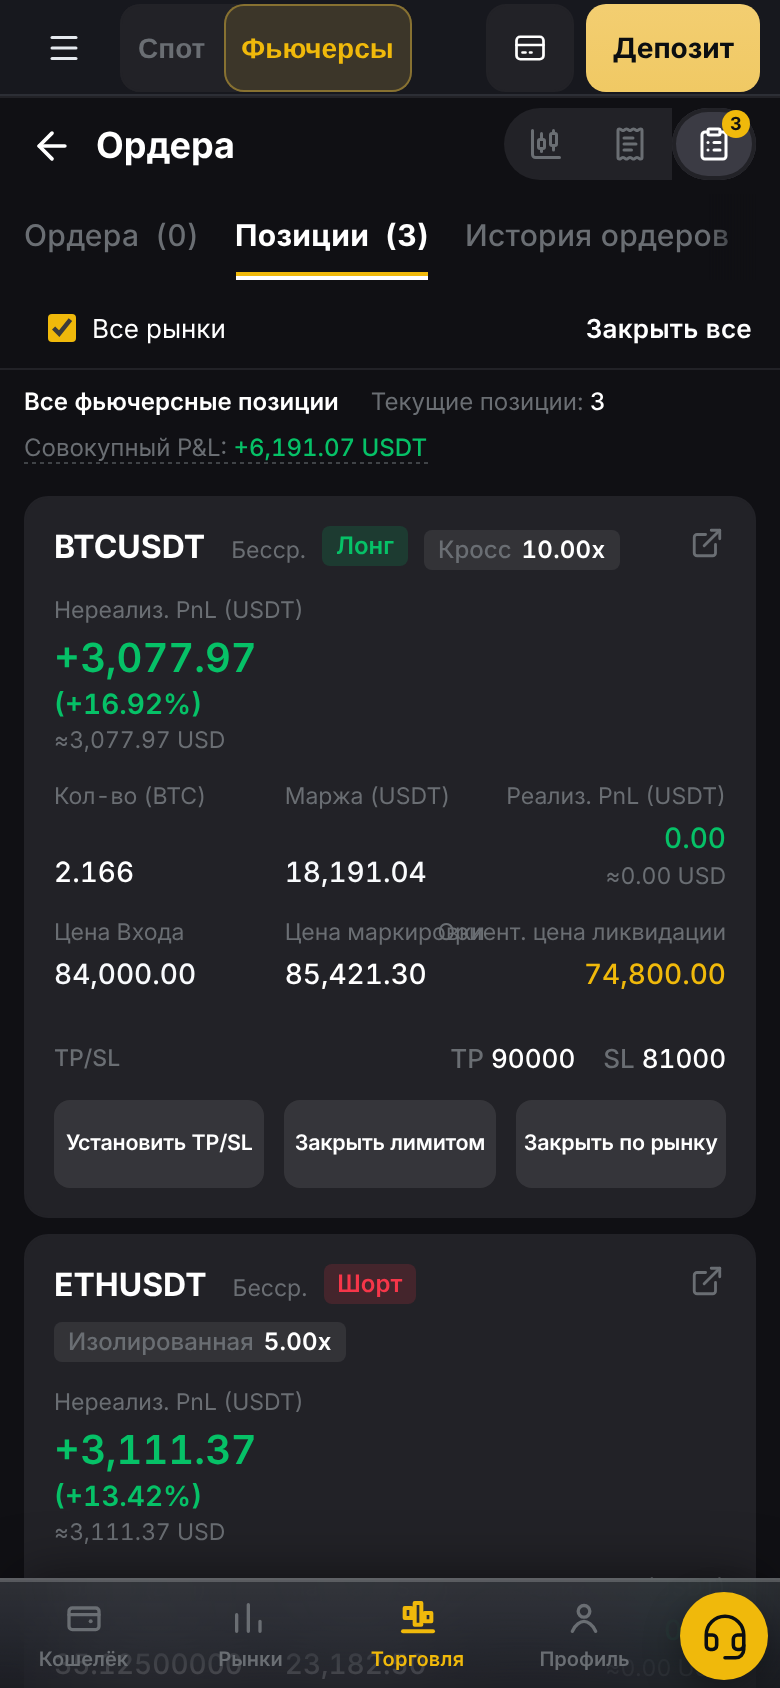 Спот Фьючерсы Депозит
Ордера 3
Ордера (0) Позиции (3) История ордеров
Все рынки Закрыть все
Все фьючерсные позиции Текущие позиции: 3
Совокупный P&L: +6,191.07 USDT
BTCUSDT Бесср. Лонг Кросс 10.00x
Нереализ. PnL (USDT)
+3,077.97
(+16.92%)
≈3,077.97 USD
Кол-во (BTC) Маржа (USDT) Реализ. PnL (USDT)
0.00
2.166 18,191.04 ≈0.00 USD
Цена Входа Цена маркировки Ориент. цена ликвидации
84,000.00 85,421.30 74,800.00
TP/SL TP 90000 SL 81000
Установить TP/SL Закрыть лимитом Закрыть по рынку
ETHUSDT Бесср. Шорт
Изолированная 5.00x
Нереализ. PnL (USDT)
+3,111.37
(+13.42%)
≈3,111.37 USD
Кошелёк Рынки Торговля Профиль